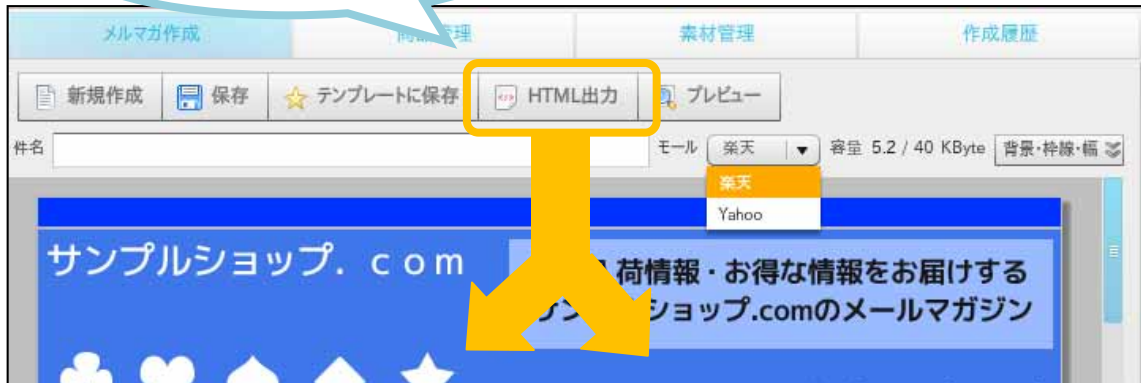 メルマガ作成
理
素材管理
作成履歴
新規作成
保存
テンプレートに保存
HTML出力
プレビュー
件名
モール
楽天
容量 5.2 / 40 KByte
背景・枠線・幅
楽天
Yahoo
サンプルショップ．ｃｏｍ
荷情報・お得な情報をお届けする
ショップ.comのメールマガジン